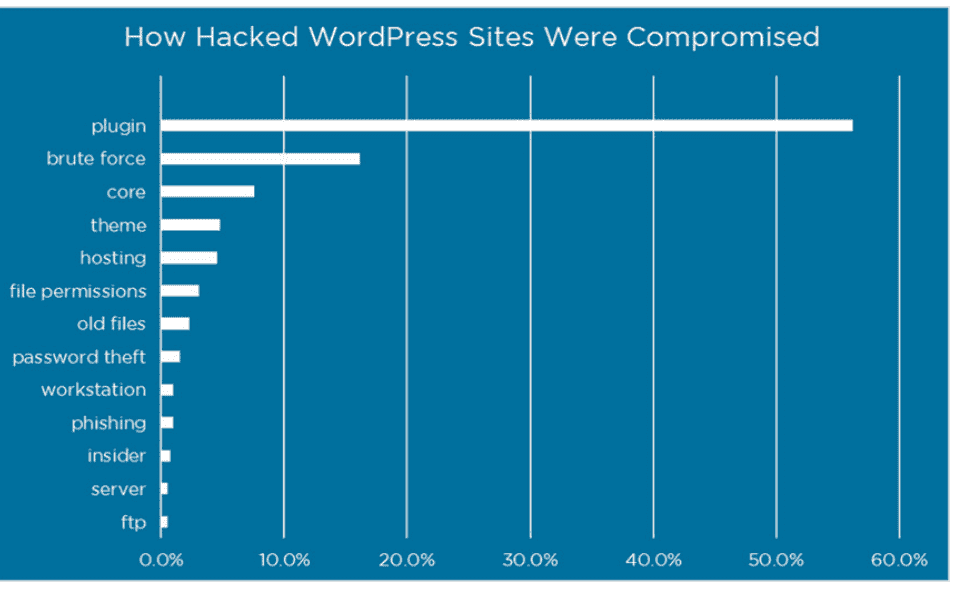 How Hacked WordPress Sites Were Compromised
plugin
brute force
core
theme
hosting
file permissions
old files
password theft
workstation
phishing
insider
server
ftp
0.0% 10.0% 20.0% 30.0% 40.0% 50.0% 60.0%